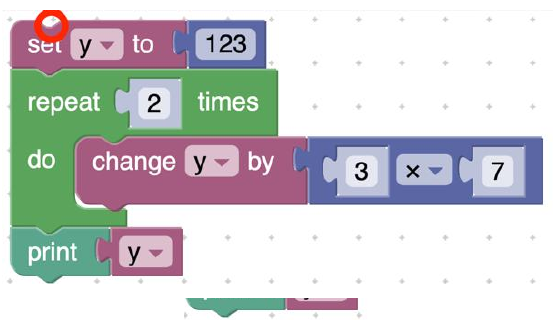 set y to 123
repeat 2 times
do change y by 3 × 7
print y